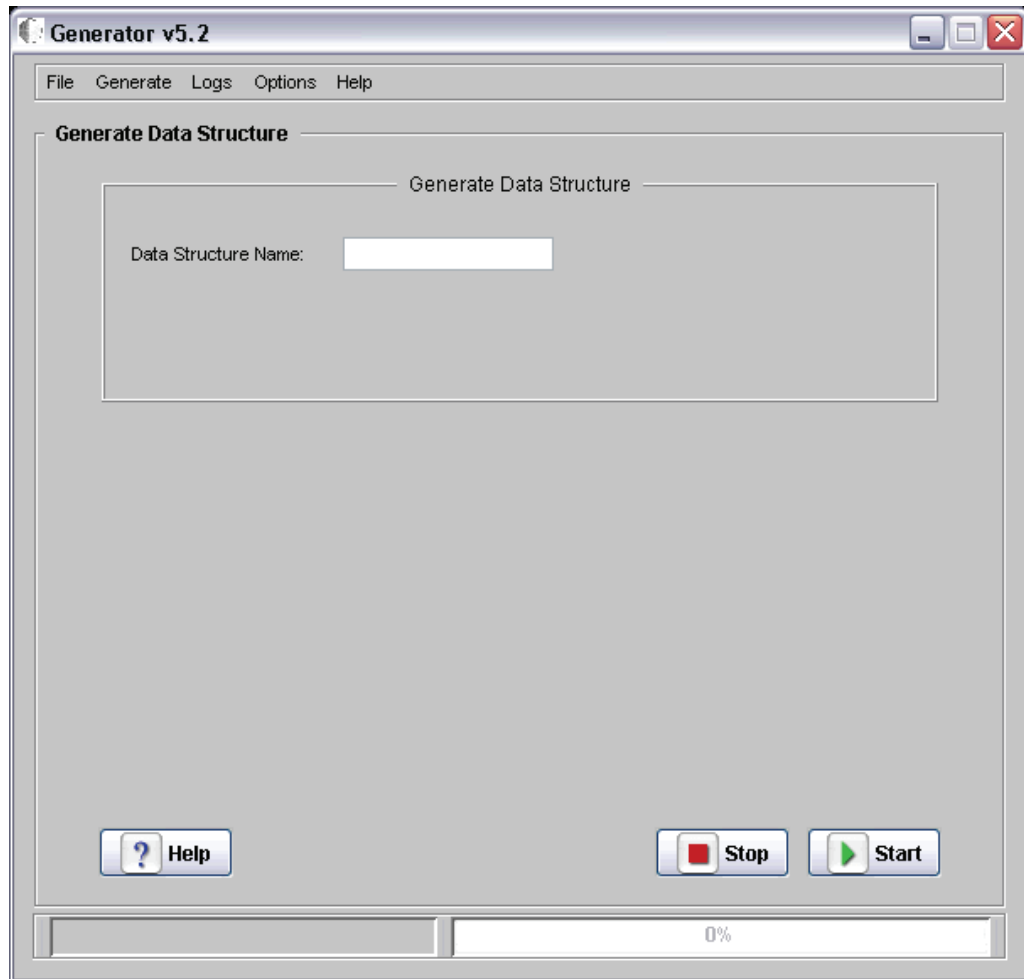 Generator v5.2
File Generate Logs Options Help
Generate Data Structure
Generate Data Structure
Data Structure Name:
? Help
Stop
Start
0%